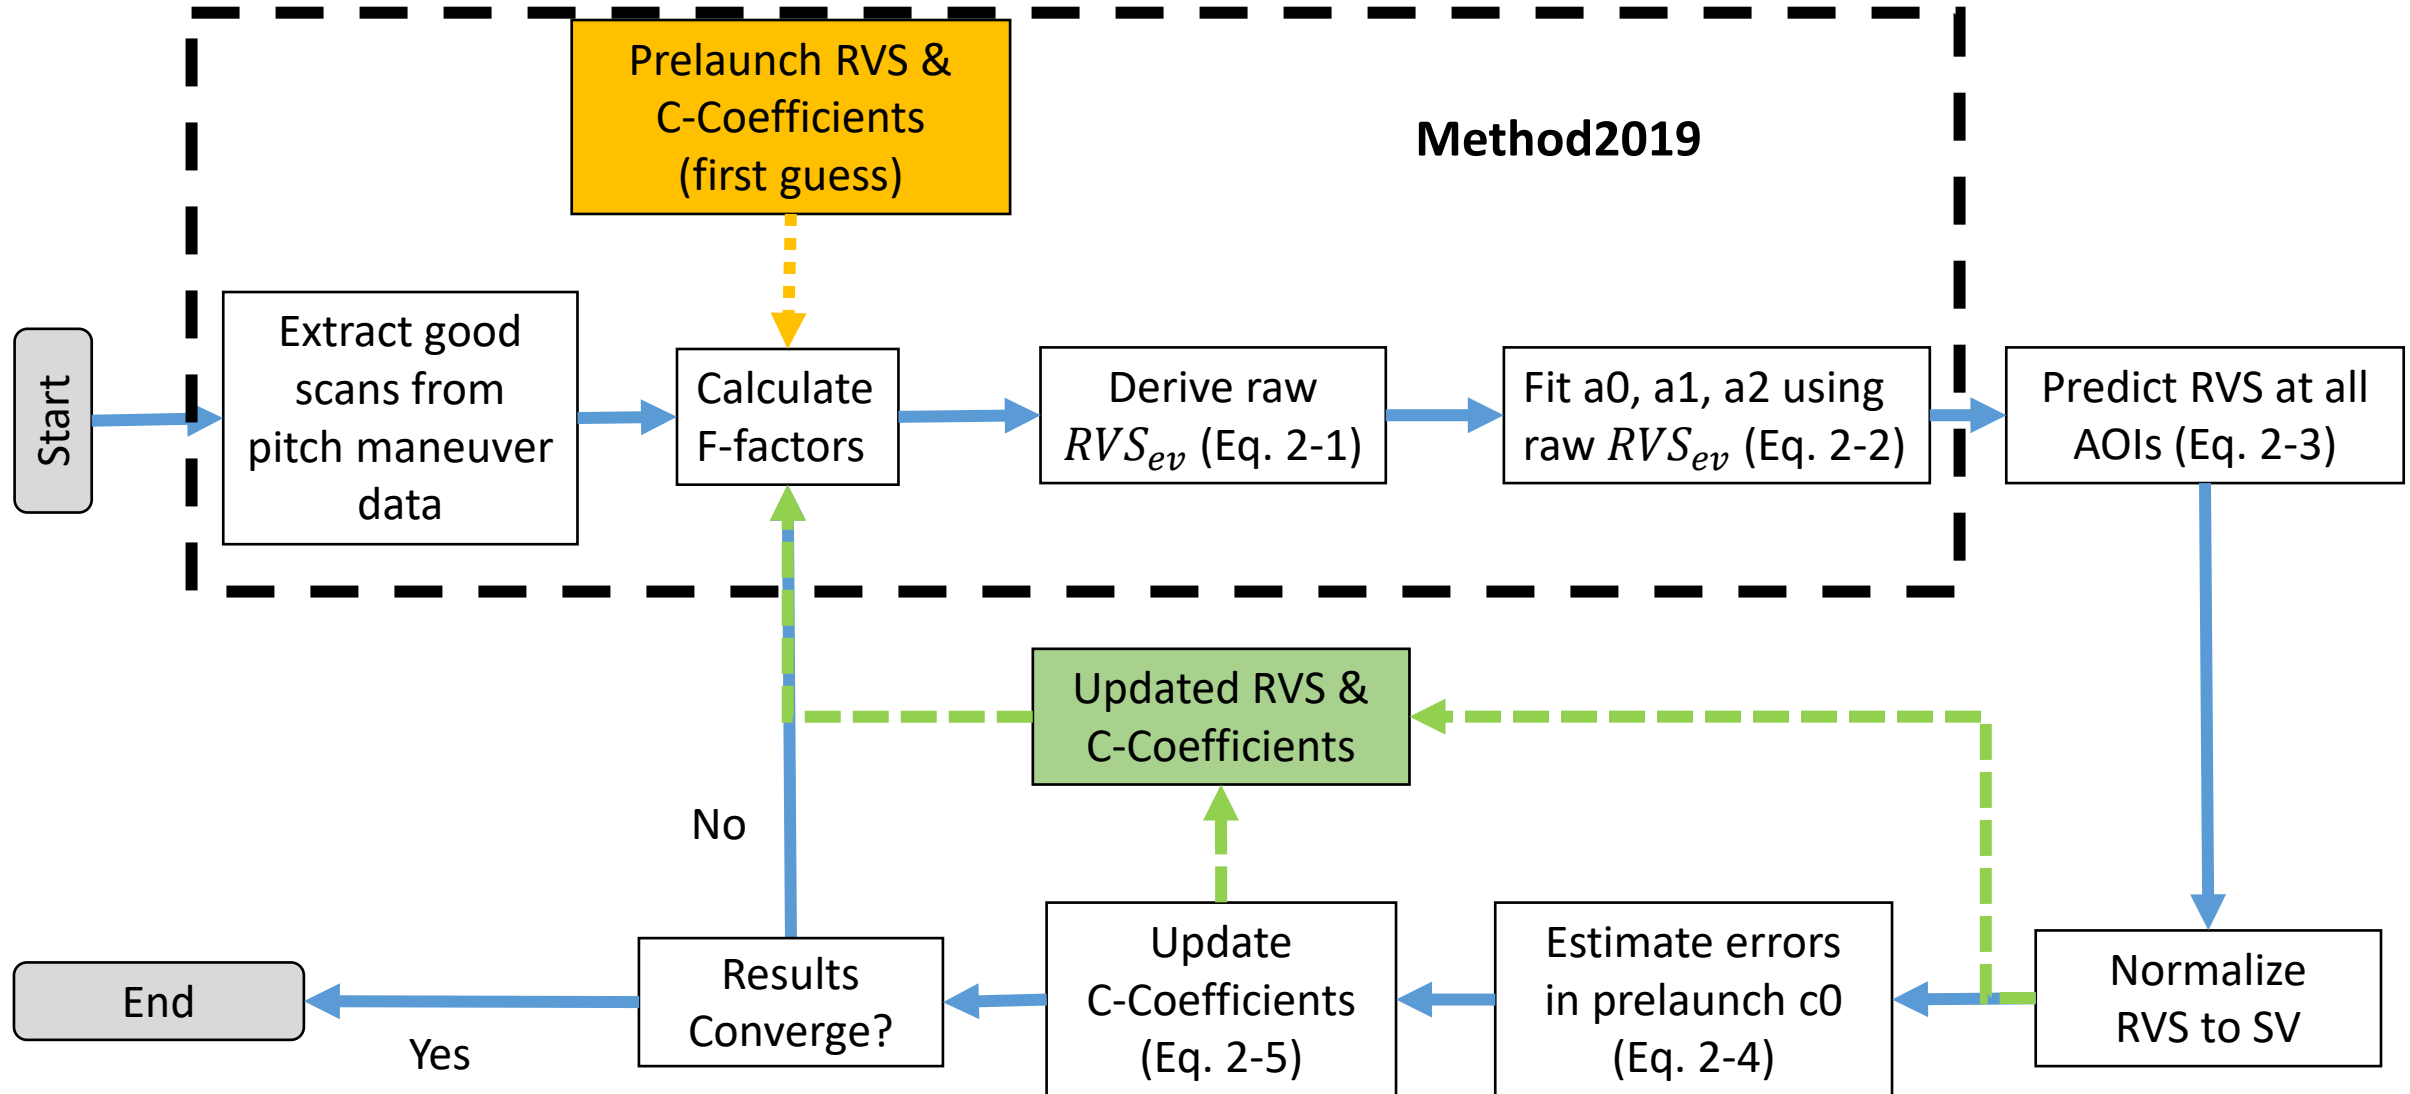 Prelaunch RVS &
C-Coefficients
(first guess)
Method2019
Start
Extract good
scans from
pitch maneuver
data
Calculate
F-factors
Derive raw
RVS_ev (Eq. 2-1)
Fit a0, a1, a2 using
raw RVS_ev (Eq. 2-2)
Predict RVS at all
AOIs (Eq. 2-3)
Updated RVS &
C-Coefficients
No
End
Yes
Results
Converge?
Update
C-Coefficients
(Eq. 2-5)
Estimate errors
in prelaunch c0
(Eq. 2-4)
Normalize
RVS to SV